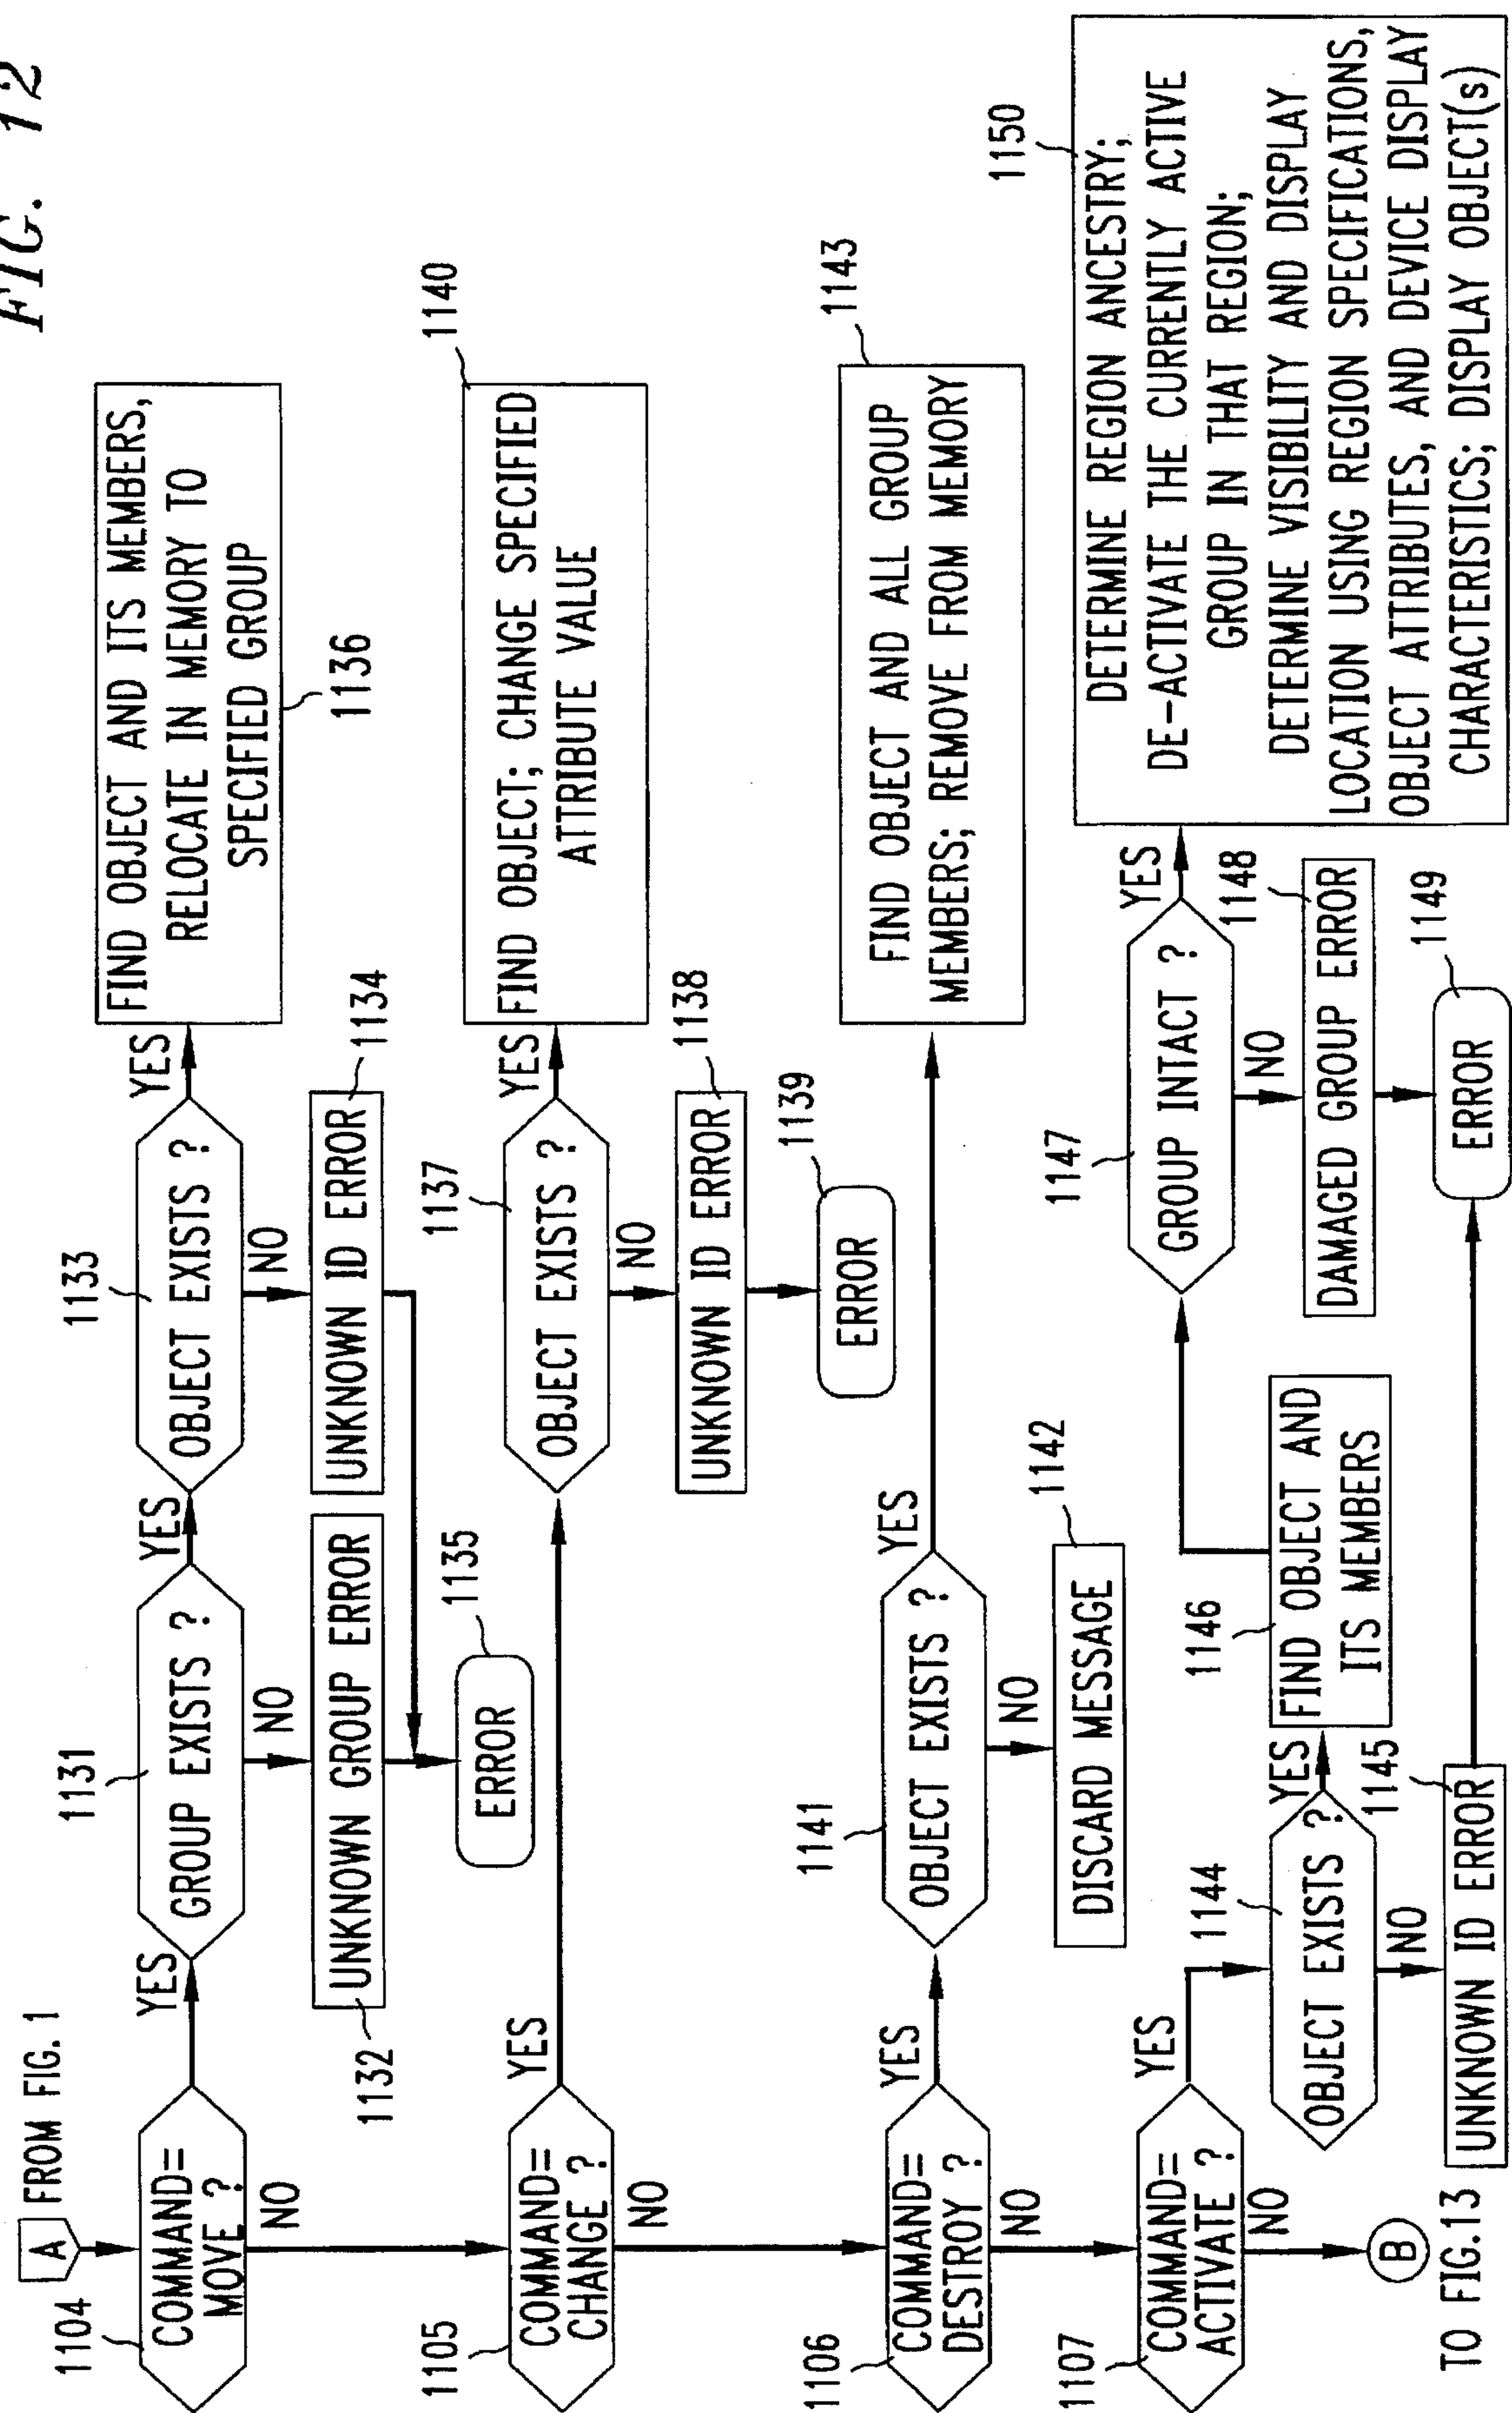 FIG. 12
A FROM FIG. 1
1104
COMMAND=
MOVE ?
YES
NO
1131
GROUP EXISTS ?
YES
NO
1132
UNKNOWN GROUP ERROR
1133
OBJECT EXISTS ?
YES
NO
1134
UNKNOWN ID ERROR
1135
ERROR
FIND OBJECT AND ITS MEMBERS,
RELOCATE IN MEMORY TO
SPECIFIED GROUP
1136
1105
COMMAND=
CHANGE ?
YES
NO
1137
OBJECT EXISTS ?
YES
NO
1138
UNKNOWN ID ERROR
1139
ERROR
1140
FIND OBJECT; CHANGE SPECIFIED
ATTRIBUTE VALUE
1106
COMMAND=
DESTROY ?
YES
NO
1141
OBJECT EXISTS ?
YES
NO
1142
DISCARD MESSAGE
1143
FIND OBJECT AND ALL GROUP
MEMBERS; REMOVE FROM MEMORY
1107
COMMAND=
ACTIVATE ?
YES
NO
B
TO FIG.13
1144
OBJECT EXISTS ?
YES
NO
1145
UNKNOWN ID ERROR
1146
FIND OBJECT AND
ITS MEMBERS
1147
GROUP INTACT ?
YES
NO
1148
DAMAGED GROUP ERROR
1149
ERROR
1150
DETERMINE REGION ANCESTRY;
DE-ACTIVATE THE CURRENTLY ACTIVE
GROUP IN THAT REGION;
DETERMINE VISIBILITY AND DISPLAY
LOCATION USING REGION SPECIFICATIONS,
OBJECT ATTRIBUTES, AND DEVICE DISPLAY
CHARACTERISTICS; DISPLAY OBJECT(s)